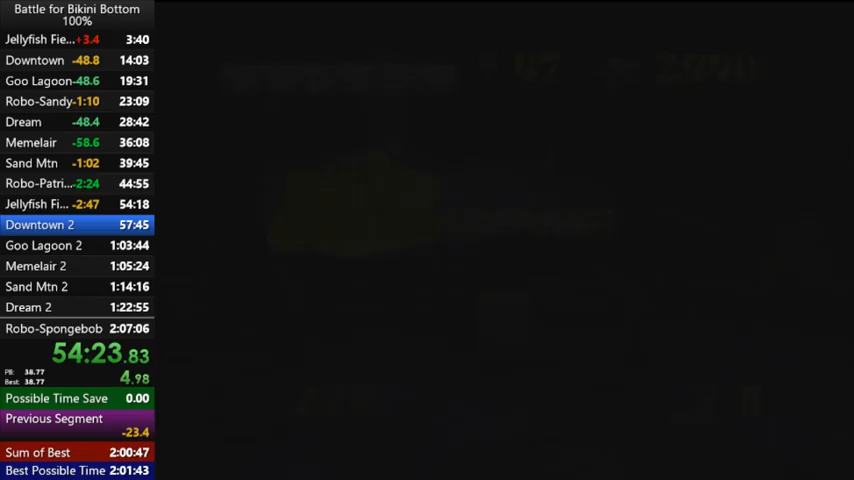 Battle for Bikini Bottom
100%
Jellyfish Fie... +3.4 3:40
Downtown -48.8 14:03
Goo Lagoon -48.6 19:31
Robo-Sandy -1:10 23:09
Dream -48.4 28:42
Memelair -58.6 36:08
Sand Mtn -1:02 39:45
Robo-Patri... -2:24 44:55
Jellyfish Fi... -2:47 54:18
Downtown 2 57:45
Goo Lagoon 2 1:03:44
Memelair 2 1:05:24
Sand Mtn 2 1:14:16
Dream 2 1:22:55
Robo-Spongebob 2:07:06
54:23.83
PB: 38.77
Best: 38.77
4.98
Possible Time Save 0.00
Previous Segment
-23.4
Sum of Best 2:00:47
Best Possible Time 2:01:43